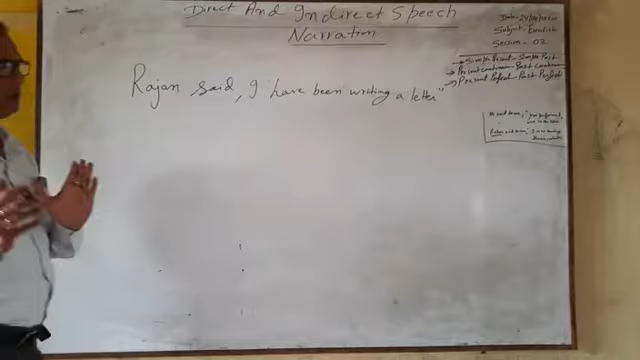 Direct And Indirect Speech
Narration
Subject- English
Session - 02
→ Simple Present - Simple Past
→ Present continuous - Past Continuous
→ Present Perfect - Past Perfect
Rajan said, I have been writing a letter"